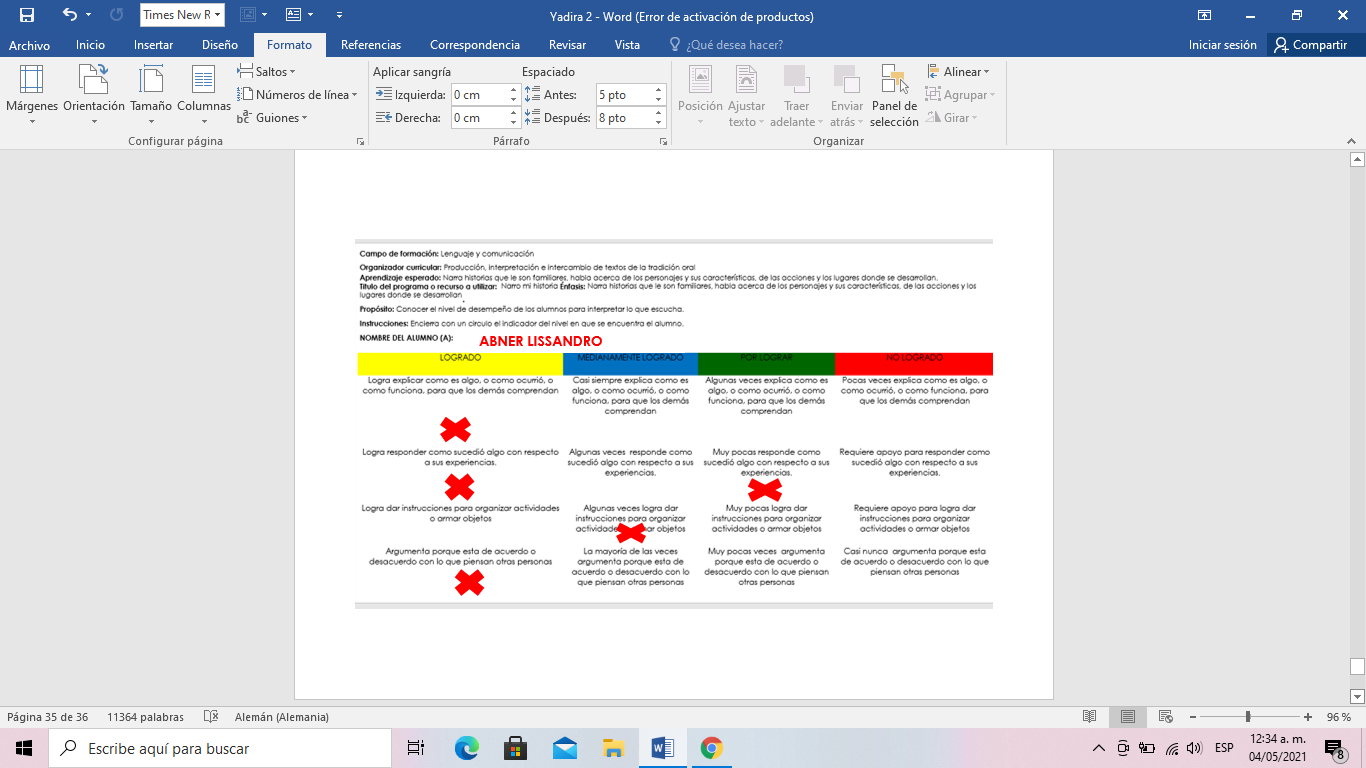 Times New R
Yadira 2 - Word (Error de activación de productos)
Archivo Inicio Insertar Diseño Formato Referencias Correspondencia Revisar Vista ¿Qué desea hacer? Iniciar sesión Compartir
Márgenes
Orientación
Tamaño
Columnas
Saltos
Números de línea
Guiones
Configurar página
Aplicar sangría
Izquierda: 0 cm
Derecha: 0 cm
Espaciado
Antes: 5 pto
Después: 8 pto
Párrafo
Posición
Ajustar
texto
Traer
adelante
Enviar
atrás
Panel de
selección
Alinear
Agrupar
Girar
Organizar
Campo de formación: Lenguaje y comunicación
Organizador curricular: Producción, interpretación e intercambio de textos de la tradición oral
Aprendizaje esperado: Narra historias que le son familiares, habla acerca de los personajes y sus características, de las acciones y los lugares donde se desarrollan.
Titulo del programa o recurso a utilizar: Narro mi historia Énfasis: Narra historias que le son familiares, habla acerca de los personajes y sus características, de las acciones y los
lugares donde se desarrollan
Propósito: Conocer el nivel de desempeño de los alumnos para interpretar lo que escucha.
Instrucciones: Encierra con un circulo el indicador del nivel en que se encuentra el alumno.
NOMBRE DEL ALUMNO (A): ABNER LISSANDRO
LOGRADO
MEDIANAMENTE LOGRADO
POR LOGRAR
NO LOGRADO
Logra explicar como es algo, o como ocurrió, o
como funciona, para que los demás comprendan
Casi siempre explica como es
algo, o como ocurrió, o como
funciona, para que los demás
comprendan
Algunas veces explica como es
algo, o como ocurrió, o como
funciona, para que los demás
comprendan
Pocas veces explica como es algo, o
como ocurrió, o como funciona, para
que los demás comprendan
Logra responder como sucedió algo con respecto
a sus experiencias.
Algunas veces responde como
sucedió algo con respecto a sus
experiencias.
Muy pocas responde como
sucedió algo con respecto a sus
experiencias.
Requiere apoyo para responder como
sucedió algo con respecto a sus
experiencias.
Logra dar instrucciones para organizar actividades
o armar objetos
Algunas veces logra dar
instrucciones para organizar
objetos
Muy pocas logra dar
instrucciones para organizar
actividades o armar objetos
Requiere apoyo para logra dar
instrucciones para organizar
actividades o armar objetos
Argumenta porque esta de acuerdo o
desacuerdo con lo que piensan otras personas
La mayoría de las veces
argumenta porque esta de
acuerdo o desacuerdo con lo
que piensan otras personas
Muy pocas veces argumenta
porque esta de acuerdo o
desacuerdo con lo que piensan
otras personas
Casi nunca argumenta porque esta
de acuerdo o desacuerdo con lo que
piensan otras personas
Página 35 de 36 11364 palabras Alemán (Alemania) 96 %
Escribe aquí para buscar
ESP
12:34 a. m.
04/05/2021
8